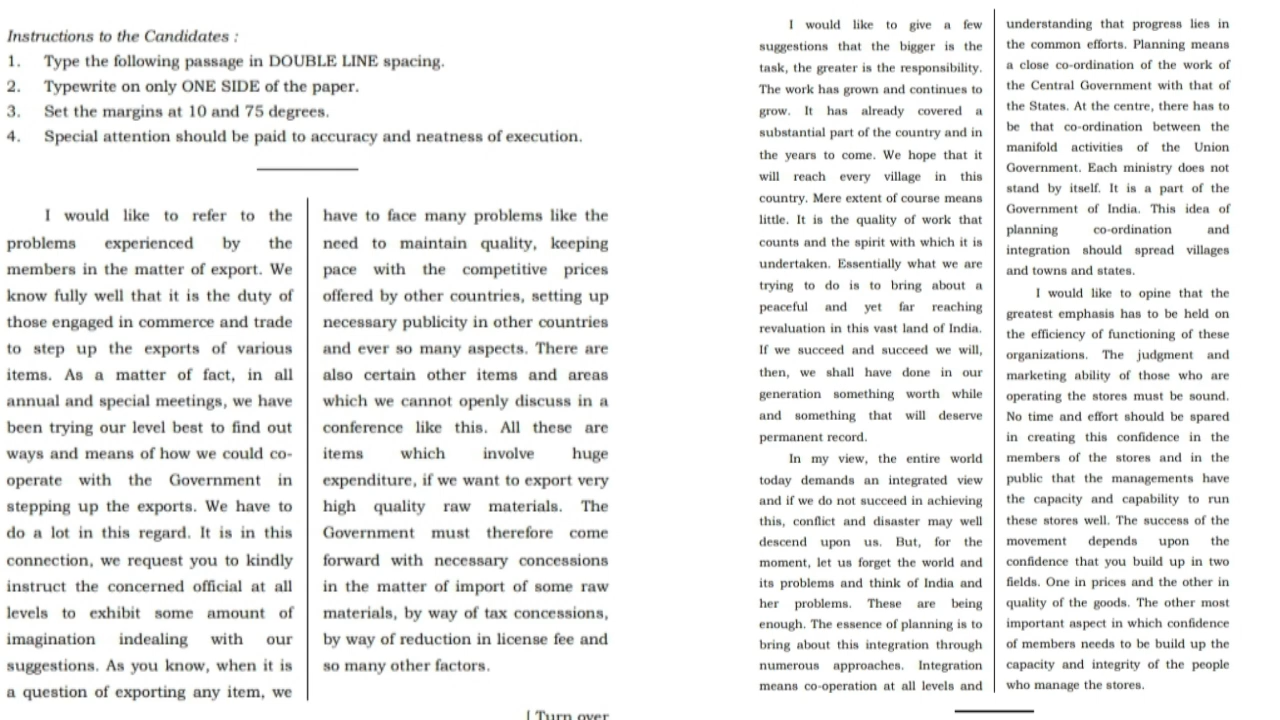 Instructions to the Candidates :
1. Type the following passage in DOUBLE LINE spacing.
2. Typewrite on only ONE SIDE of the paper.
3. Set the margins at 10 and 75 degrees.
4. Special attention should be paid to accuracy and neatness of execution.
I would like to refer to the
problems experienced by the
members in the matter of export. We
know fully well that it is the duty of
those engaged in commerce and trade
to step up the exports of various
items. As a matter of fact, in all
annual and special meetings, we have
been trying our level best to find out
ways and means of how we could co-
operate with the Government in
stepping up the exports. We have to
do a lot in this regard. It is in this
connection, we request you to kindly
instruct the concerned official at all
levels to exhibit some amount of
imagination indealing with our
suggestions. As you know, when it is
a question of exporting any item, we
have to face many problems like the
need to maintain quality, keeping
pace with the competitive prices
offered by other countries, setting up
necessary publicity in other countries
and ever so many aspects. There are
also certain other items and areas
which we cannot openly discuss in a
conference like this. All these are
items which involve huge
expenditure, if we want to export very
high quality raw materials. The
Government must therefore come
forward with necessary concessions
in the matter of import of some raw
materials, by way of tax concessions,
by way of reduction in license fee and
so many other factors.
[ Turn over
I would like to give a few
suggestions that the bigger is the
task, the greater is the responsibility.
The work has grown and continues to
grow. It has already covered a
substantial part of the country and in
the years to come. We hope that it
will reach every village in this
country. Mere extent of course means
little. It is the quality of work that
counts and the spirit with which it is
undertaken. Essentially what we are
trying to do is to bring about a
peaceful and yet far reaching
revaluation in this vast land of India.
If we succeed and succeed we will,
then, we shall have done in our
generation something worth while
and something that will deserve
permanent record.
In my view, the entire world
today demands an integrated view
and if we do not succeed in achieving
this, conflict and disaster may well
descend upon us. But, for the
moment, let us forget the world and
its problems and think of India and
her problems. These are being
enough. The essence of planning is to
bring about this integration through
numerous approaches. Integration
means co-operation at all levels and
understanding that progress lies in
the common efforts. Planning means
a close co-ordination of the work of
the Central Government with that of
the States. At the centre, there has to
be that co-ordination between the
manifold activities of the Union
Government. Each ministry does not
stand by itself. It is a part of the
Government of India. This idea of
planning co-ordination and
integration should spread villages
and towns and states.
I would like to opine that the
greatest emphasis has to be held on
the efficiency of functioning of these
organizations. The judgment and
marketing ability of those who are
operating the stores must be sound.
No time and effort should be spared
in creating this confidence in the
members of the stores and in the
public that the managements have
the capacity and capability to run
these stores well. The success of the
movement depends upon the
confidence that you build up in two
fields. One in prices and the other in
quality of the goods. The other most
important aspect in which confidence
of members needs to be build up the
capacity and integrity of the people
who manage the stores.